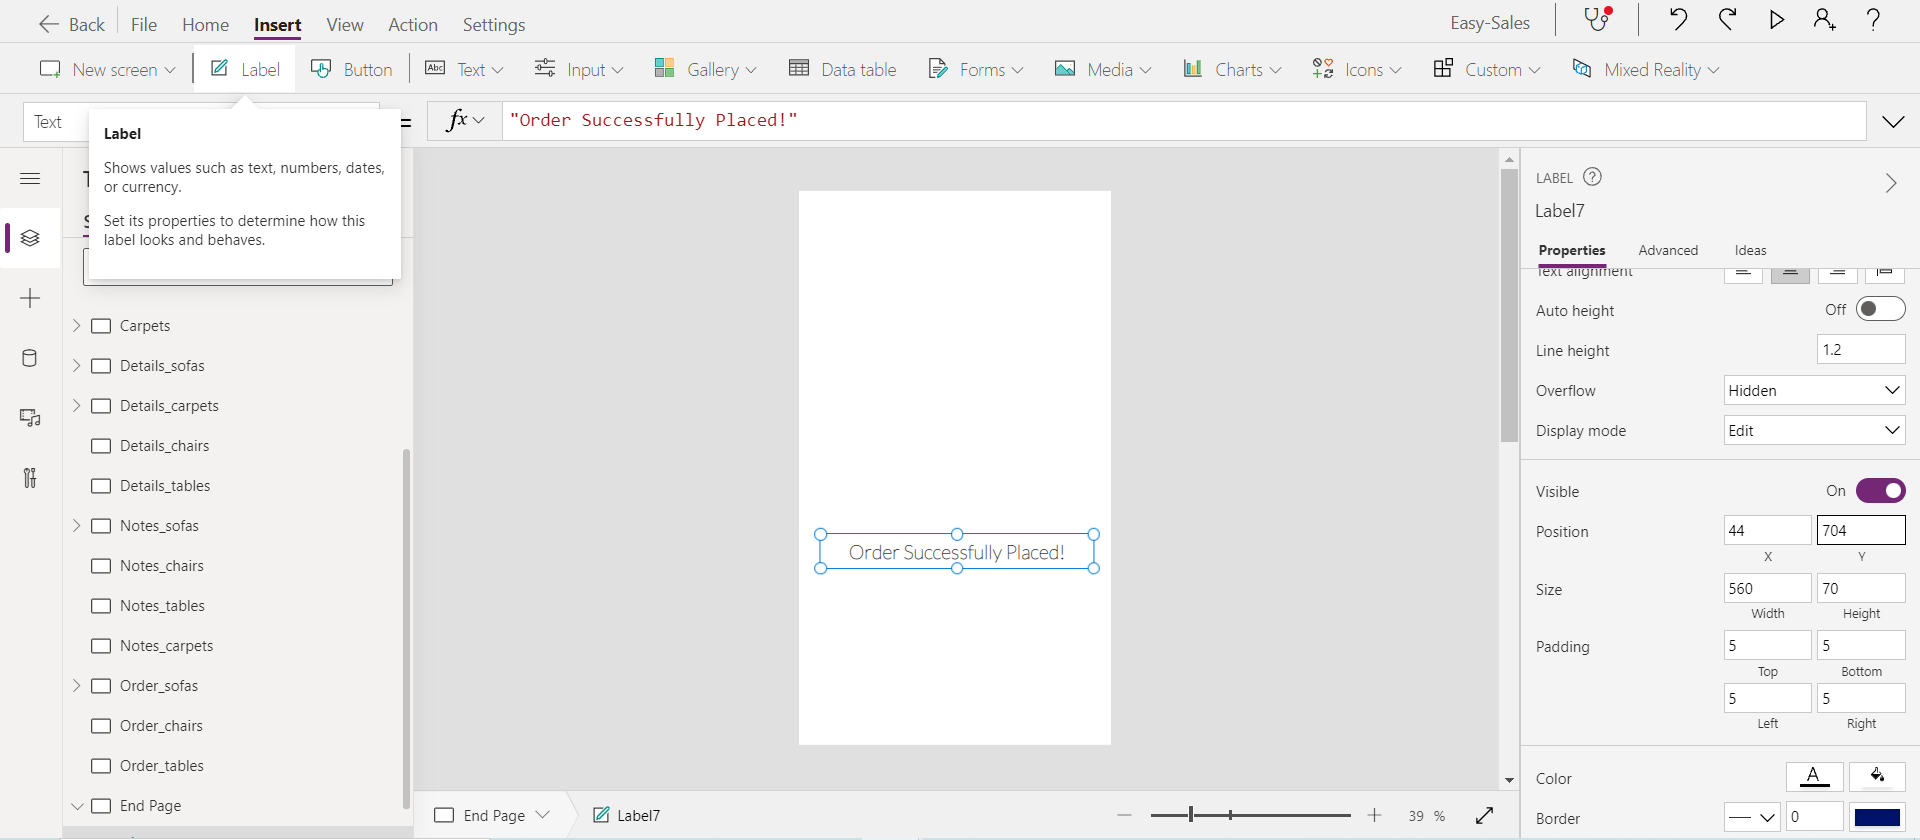 Back File Home Insert View Action Settings Easy-Sales
New screen Label Button Abc Text Input Gallery Data table Forms Media Charts Icons Custom Mixed Reality
Text = fx "Order Successfully Placed!"
Label
Shows values such as text, numbers, dates,
or currency.
Set its properties to determine how this
label looks and behaves.
Carpets
Details_sofas
Details_carpets
Details_chairs
Details_tables
Notes_sofas
Notes_chairs
Notes_tables
Notes_carpets
Order_sofas
Order_chairs
Order_tables
End Page
Order Successfully Placed!
End Page Label7 39 %
LABEL ?
Label7
Properties Advanced Ideas
Text alignment
Auto height Off
Line height 1.2
Overflow Hidden
Display mode Edit
Visible On
Position 44 704
X Y
Size 560 70
Width Height
Padding 5 5
Top Bottom
5 5
Left Right
Color A
Border 0